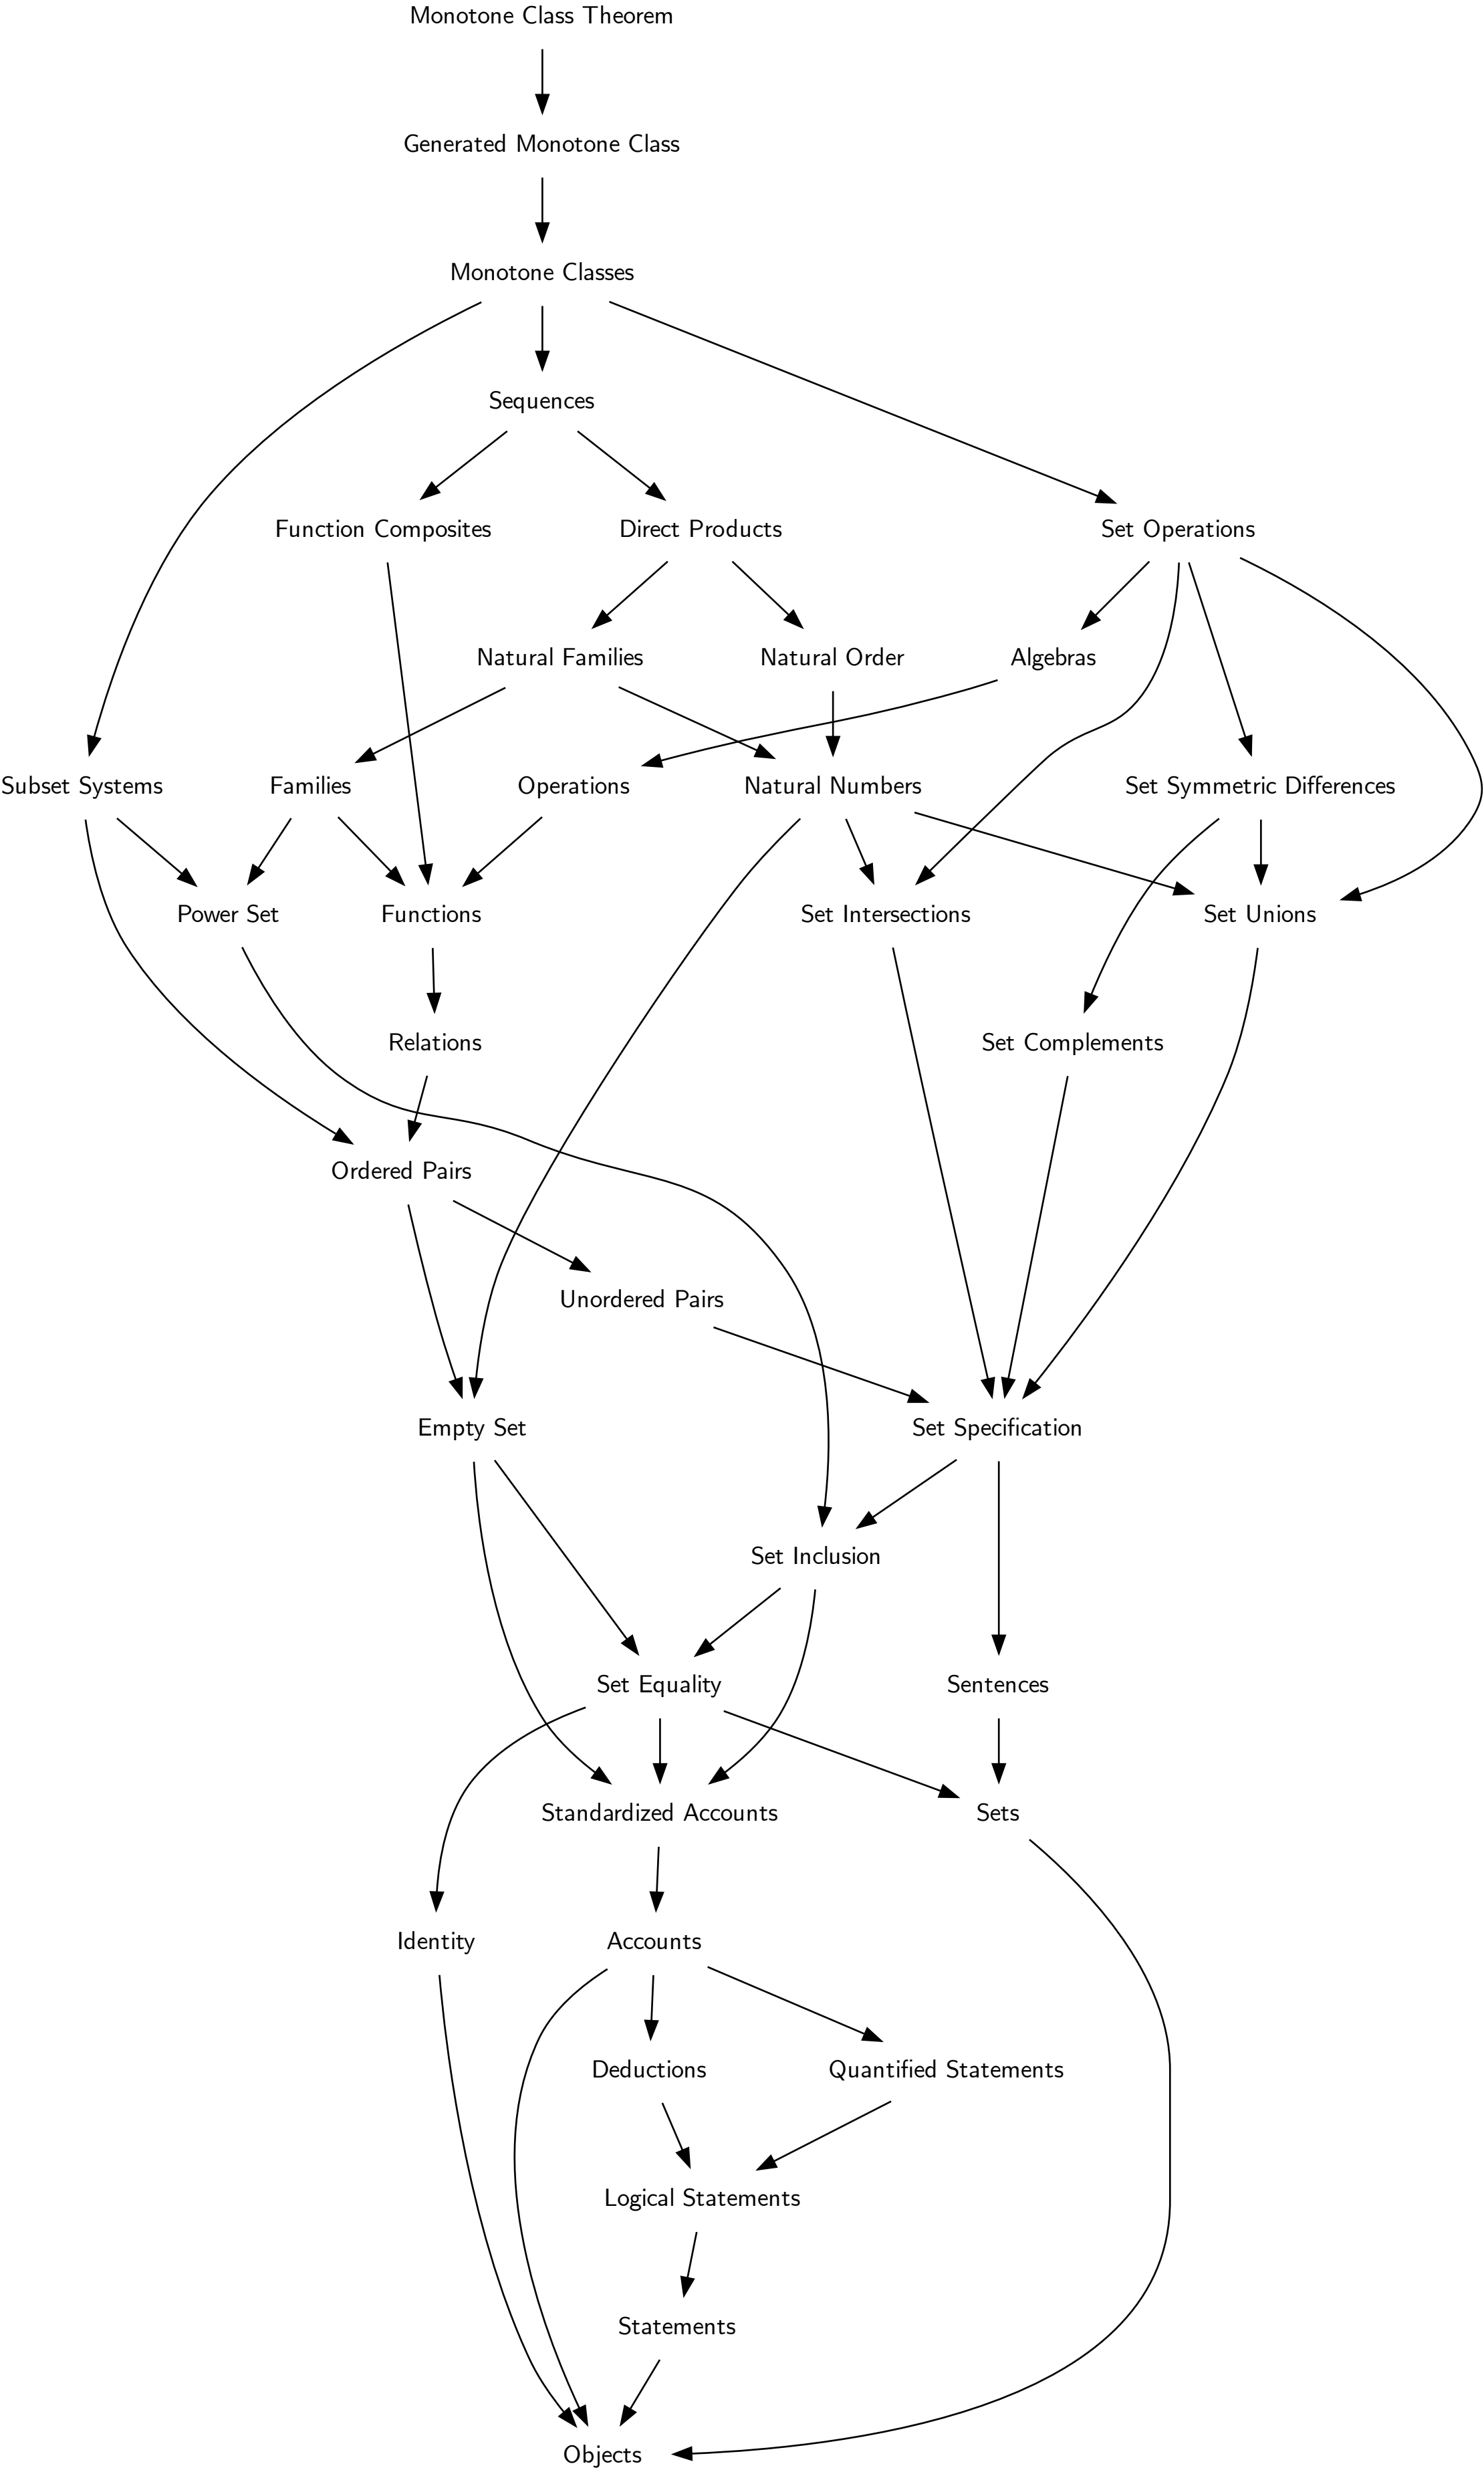 Monotone Class Theorem
Generated Monotone Class
Monotone Classes
Sequences
Function Composites
Direct Products
Set Operations
Natural Families
Natural Order
Algebras
Subset Systems
Families
Operations
Natural Numbers
Set Symmetric Differences
Power Set
Functions
Set Intersections
Set Unions
Relations
Set Complements
Ordered Pairs
Unordered Pairs
Empty Set
Set Specification
Set Inclusion
Set Equality
Sentences
Standardized Accounts
Sets
Identity
Accounts
Deductions
Quantified Statements
Logical Statements
Statements
Objects